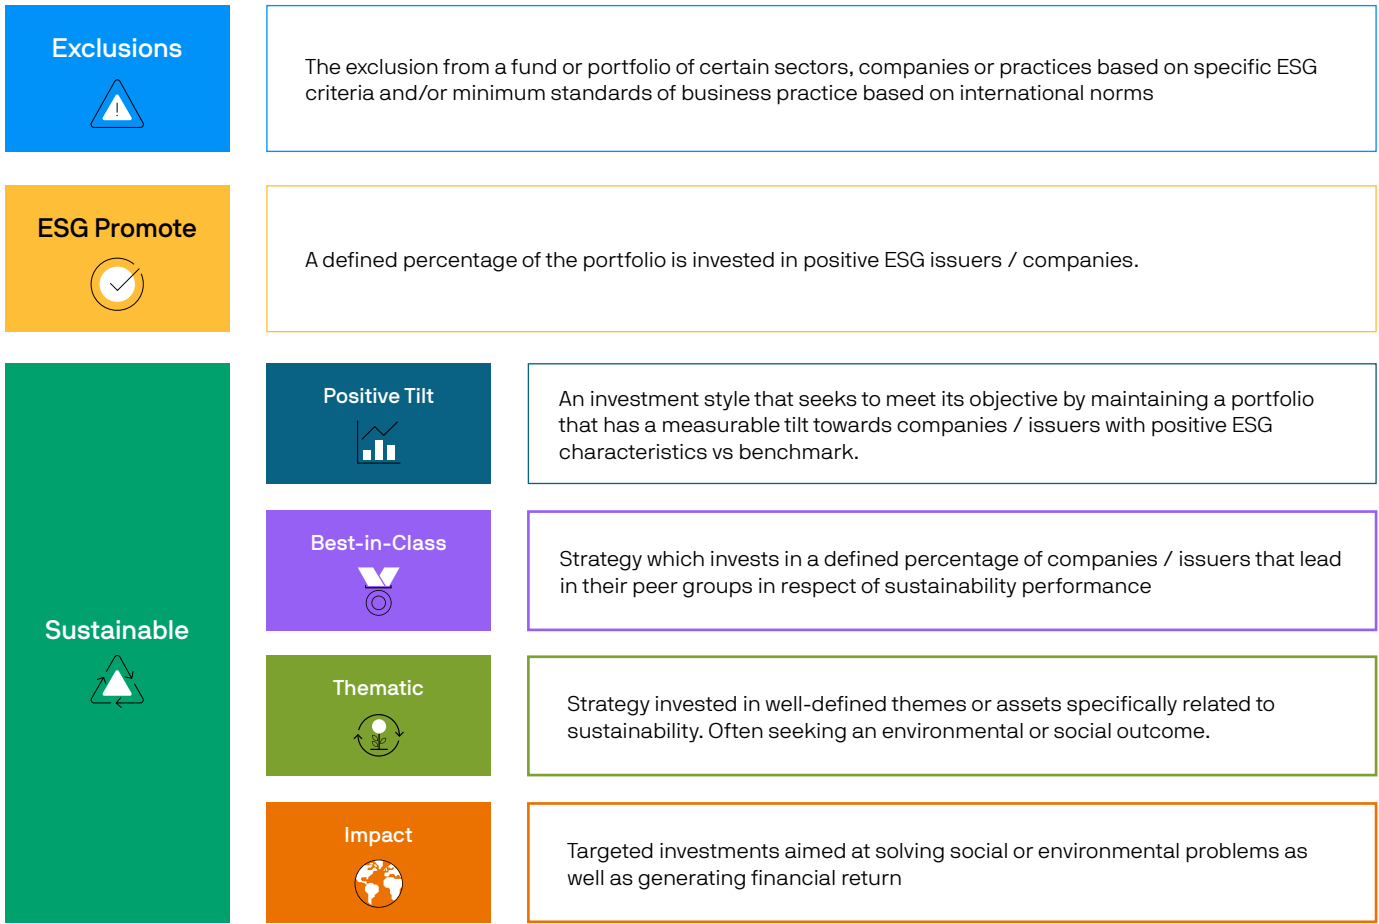 Exclusions
The exclusion from a fund or portfolio of certain sectors, companies or practices based on specific ESG
criteria and/or minimum standards of business practice based on international norms
ESG Promote
A defined percentage of the portfolio is invested in positive ESG issuers / companies.
Sustainable
Positive Tilt
An investment style that seeks to meet its objective by maintaining a portfolio
that has a measurable tilt towards companies / issuers with positive ESG
characteristics vs benchmark.
Best-in-Class
Strategy which invests in a defined percentage of companies / issuers that lead
in their peer groups in respect of sustainability performance
Thematic
Strategy invested in well-defined themes or assets specifically related to
sustainability. Often seeking an environmental or social outcome.
Impact
Targeted investments aimed at solving social or environmental problems as
well as generating financial return